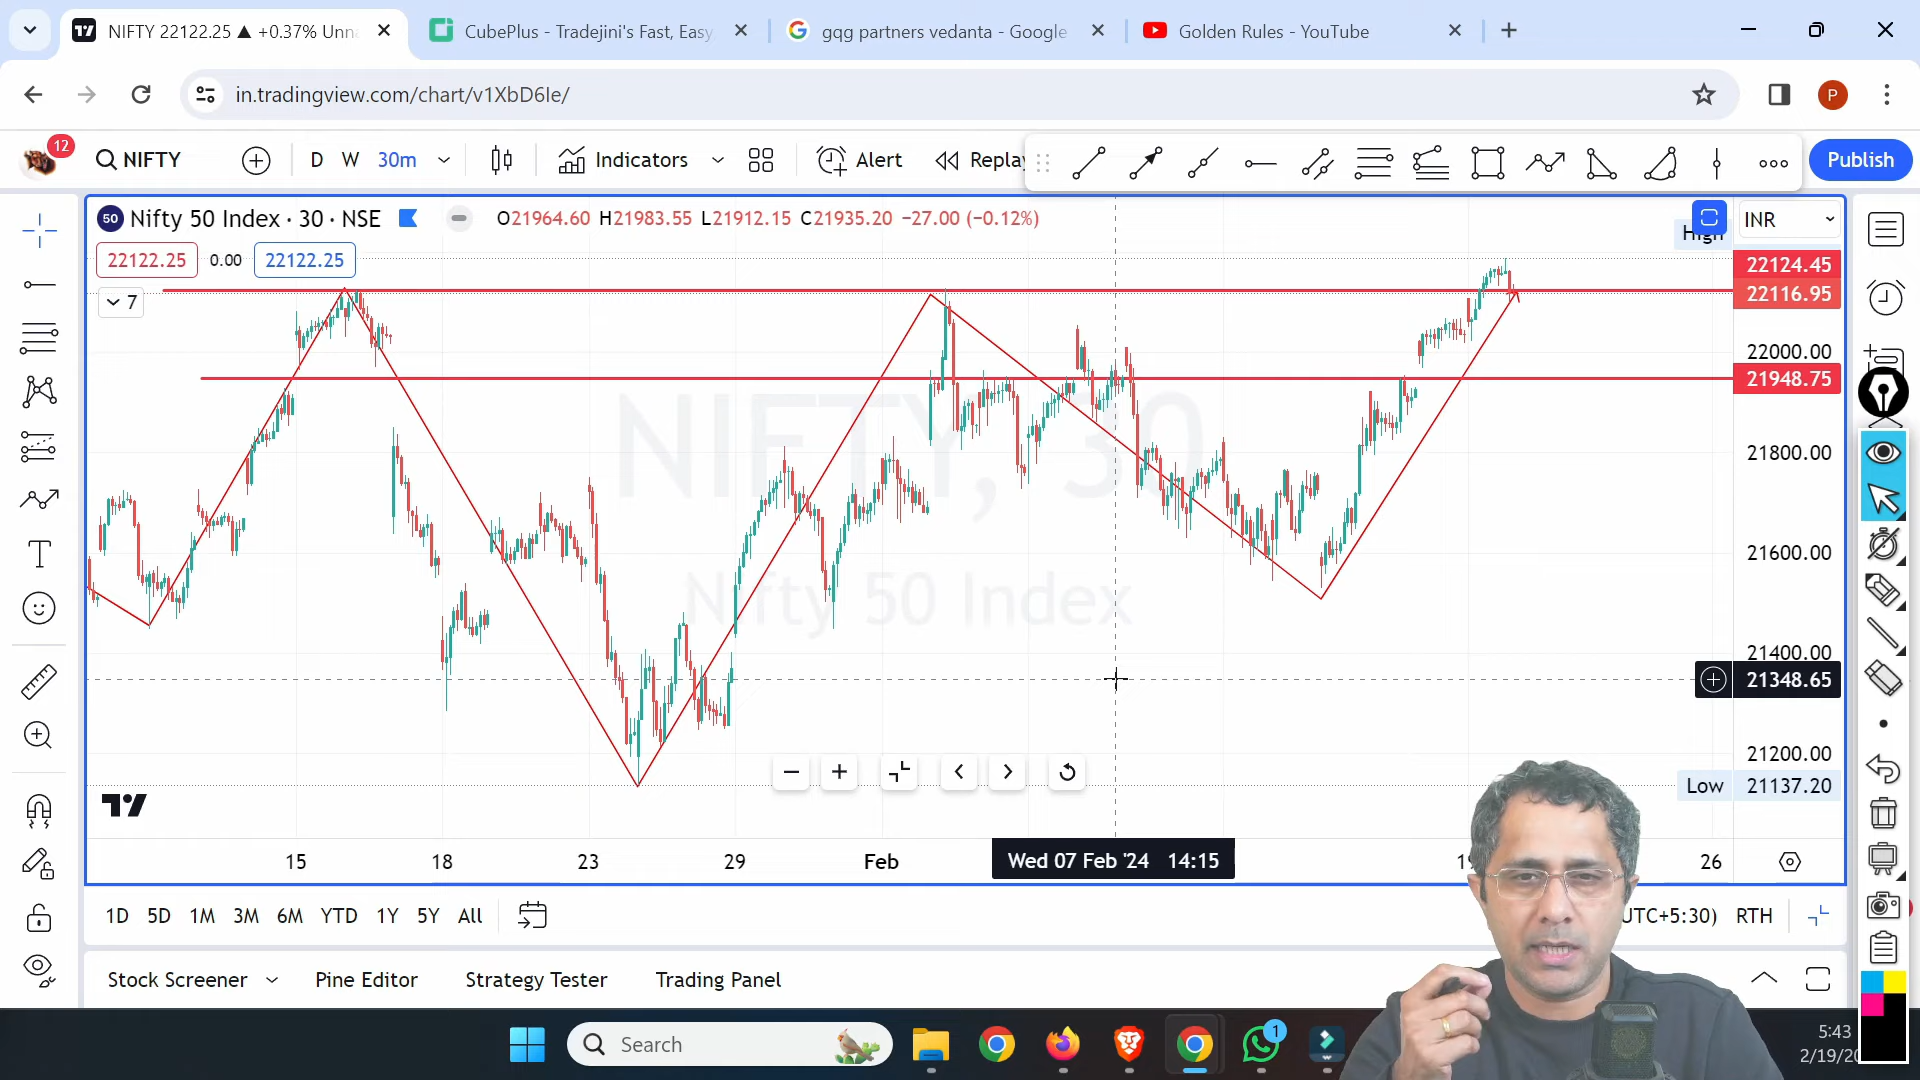 NIFTY 22122.25 ▲ +0.37% Unn
CubePlus - Tradejini's Fast, Easy
gqg partners vedanta - Google
Golden Rules - YouTube
in.tradingview.com/chart/v1XbD6Ie/
P
12
NIFTY
D W 30m
Indicators
Alert
Replay
Publish
50 Nifty 50 Index · 30 · NSE
O21964.60 H21983.55 L21912.15 C21935.20 −27.00 (−0.12%)
High
INR
22122.25 0.00 22122.25
7
22124.45
22116.95
22000.00
21948.75
21800.00
21600.00
21400.00
21348.65
21200.00
Low 21137.20
NIFTY, 30
Nifty 50 Index
15 18 23 29 Feb Wed 07 Feb '24 14:15 26
1D 5D 1M 3M 6M YTD 1Y 5Y All
UTC+5:30) RTH
Stock Screener Pine Editor Strategy Tester Trading Panel
Search
1
5:43
2/19/20